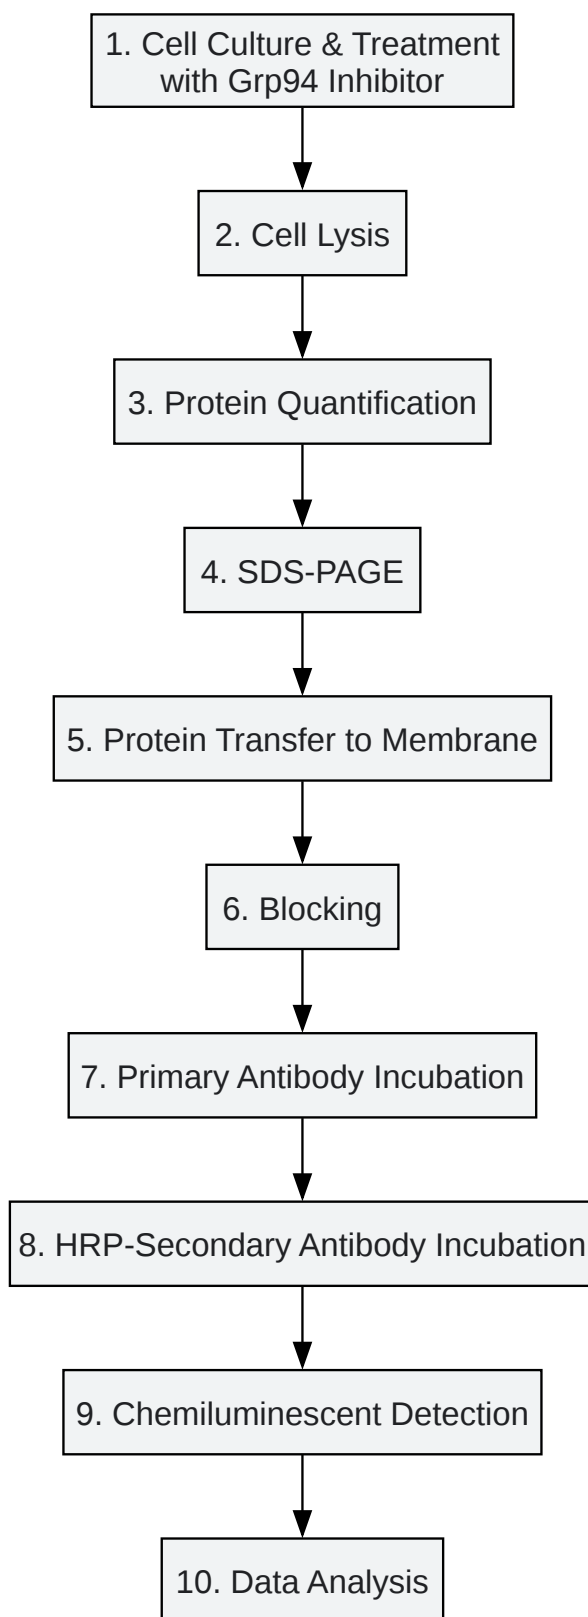 1. Cell Culture & Treatment
with Grp94 Inhibitor
2. Cell Lysis
3. Protein Quantification
4. SDS-PAGE
5. Protein Transfer to Membrane
6. Blocking
7. Primary Antibody Incubation
8. HRP-Secondary Antibody Incubation
9. Chemiluminescent Detection
10. Data Analysis